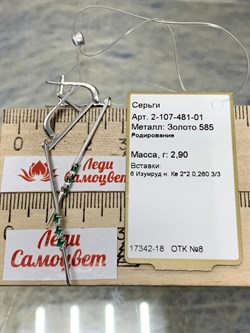 Серьги
Арт. 2-107-481-01
Металл: Золото 585
Родирование
Масса, г: 2,90
Вставки:
6 Изумруд н. Кв 2*2 0,260 3/3
17342-18 ОТК №8
Леди
Самоцвет
Леди
Самоцвет